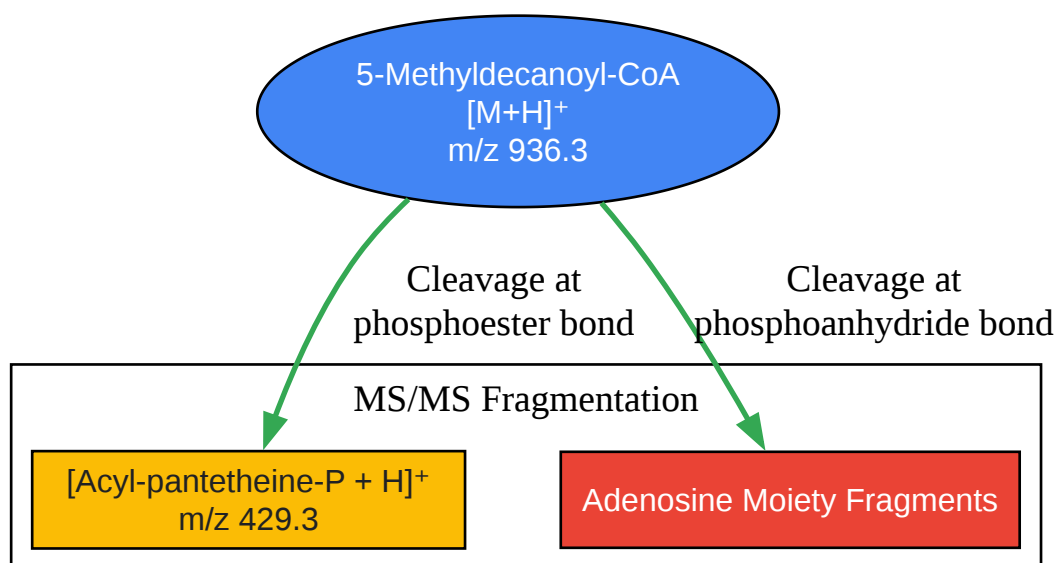 5-Methyldecanoyl-CoA
[M+H]⁺
m/z 936.3
Cleavage at
phosphoester bond
Cleavage at
phosphoanhydride bond
MS/MS Fragmentation
[Acyl-pantetheine-P + H]⁺
m/z 429.3
Adenosine Moiety Fragments